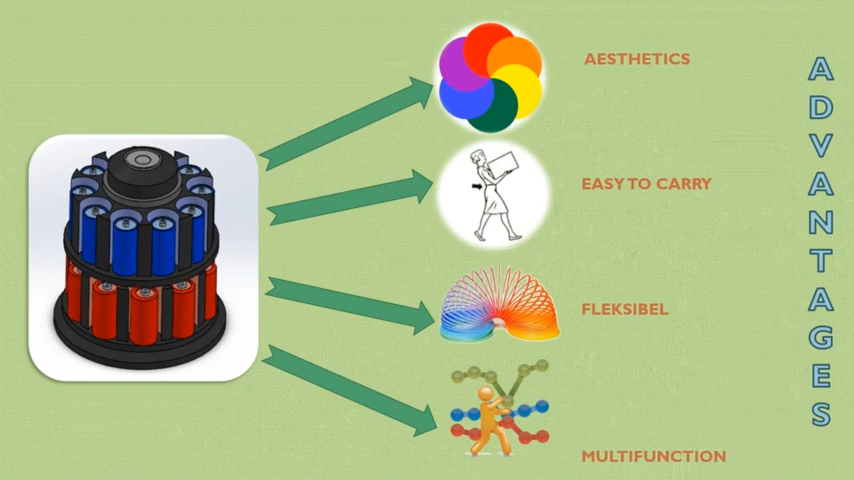 AESTHETICS
EASY TO CARRY
FLEKSIBEL
MULTIFUNCTION
ADVANTAGES